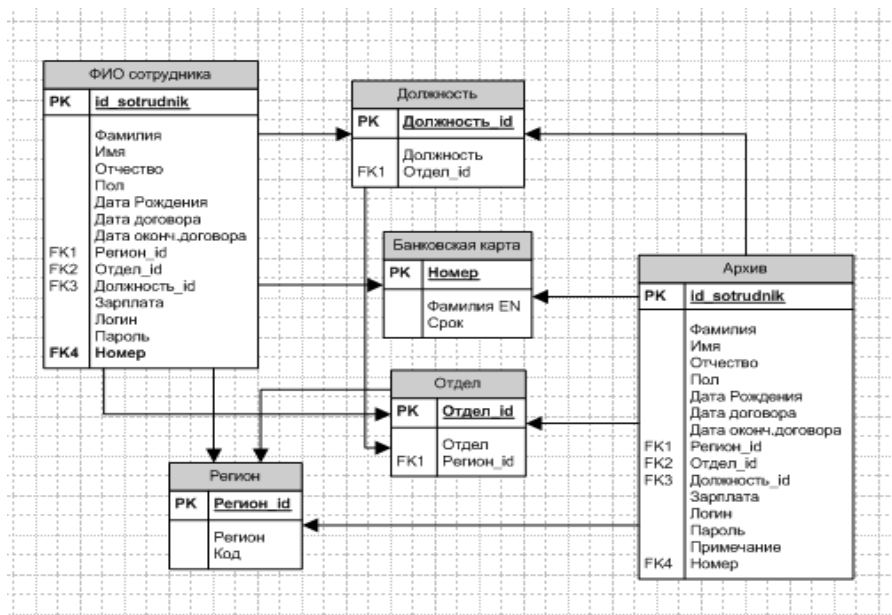 ФИО сотрудника
PK id_sotrudnik
Фамилия
Имя
Отчество
Пол
Дата Рождения
Дата договора
Дата оконч.договора
FK1 Регион_id
FK2 Отдел_id
FK3 Должность_id
Зарплата
Логин
Пароль
FK4 Номер
Должность
PK Должность_id
Должность
FK1 Отдел_id
Банковская карта
PK Номер
Фамилия EN
Срок
Отдел
PK Отдел_id
Отдел
FK1 Регион_id
Регион
PK Регион_id
Регион
Код
Архив
PK id_sotrudnik
Фамилия
Имя
Отчество
Пол
Дата Рождения
Дата договора
Дата оконч.договора
FK1 Регион_id
FK2 Отдел_id
FK3 Должность_id
Зарплата
Логин
Пароль
Примечание
FK4 Номер